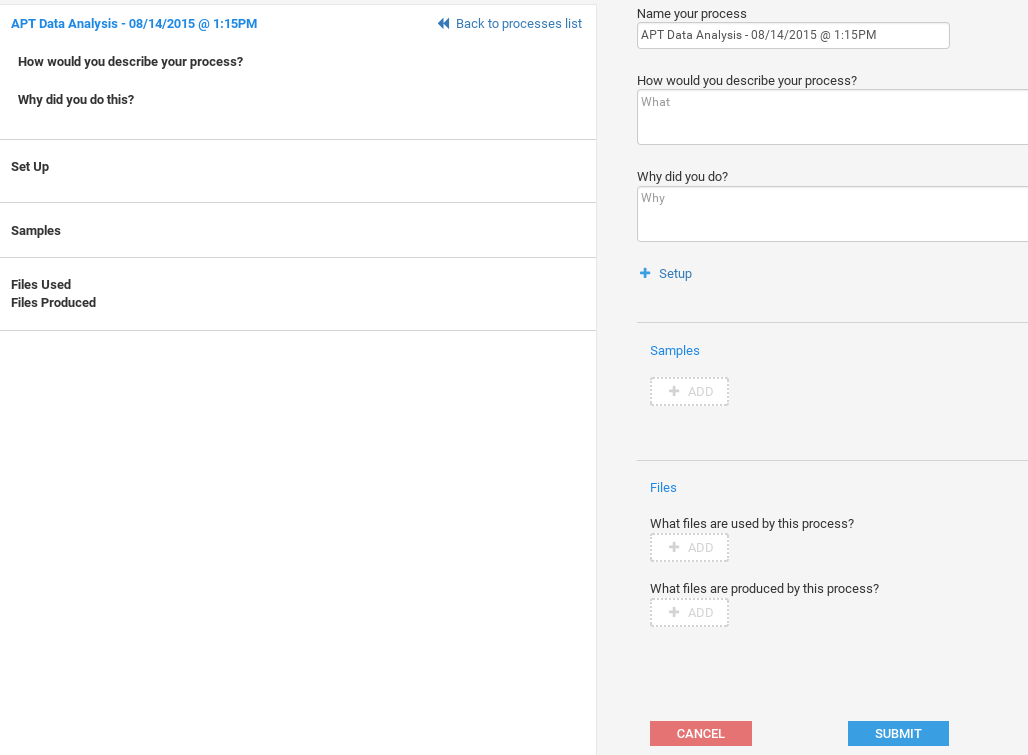 APT Data Analysis - 08/14/2015 @ 1:15PM
Back to processes list
How would you describe your process?
Why did you do this?
Set Up
Samples
Files Used
Files Produced
Name your process
APT Data Analysis - 08/14/2015 @ 1:15PM
How would you describe your process?
What
Why did you do?
Why
Setup
Samples
ADD
Files
What files are used by this process?
ADD
What files are produced by this process?
ADD
CANCEL
SUBMIT